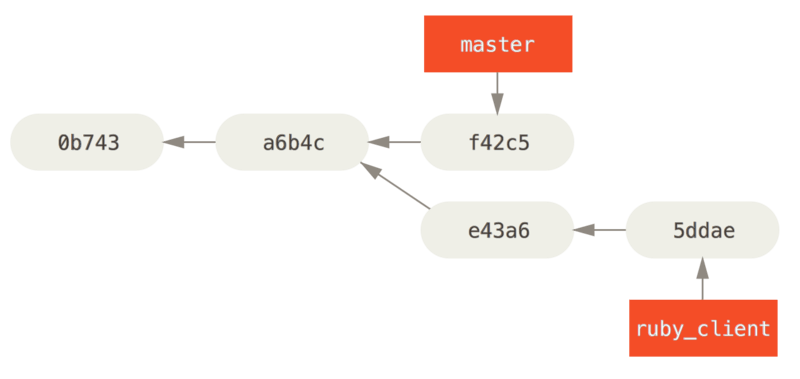 master
0b743
a6b4c
f42c5
e43a6
5ddae
ruby_client